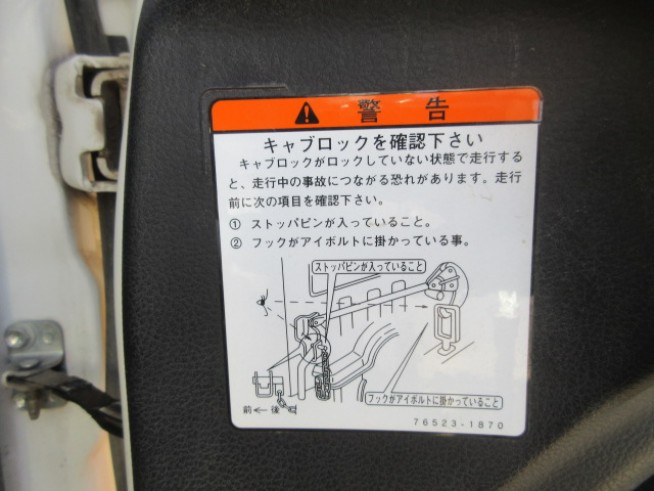 警告
キャブロックを確認下さい
キャブロックがロックしていない状態で走行する
と、走行中の事故につながる恐れがあります。走行
前に次の項目を確認下さい。
① ストッパピンが入っていること。
② フックがアイボルトに掛かっている事。
ストッパピンが入っていること
フックがアイボルトに掛かっていること
前← 後
76523-1870